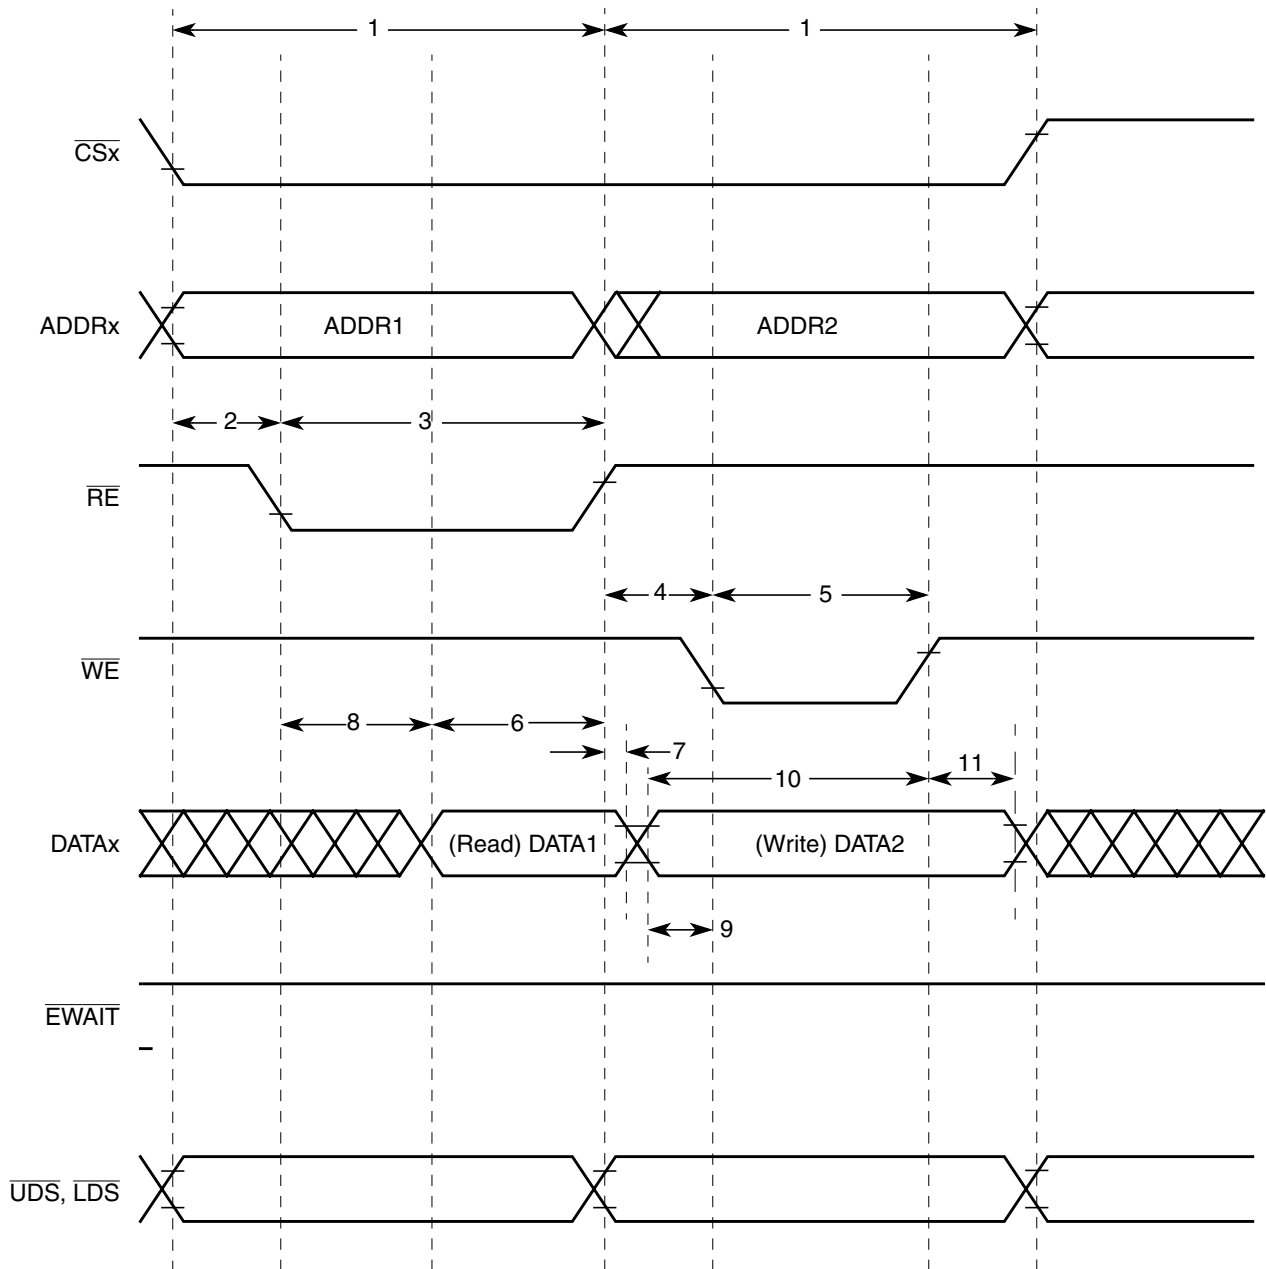 1 1
CSx
ADDRx ADDR1 ADDR2
2 3
RE
4 5
WE
8 6
7
10 11
DATAx (Read) DATA1 (Write) DATA2
9
EWAIT
UDS, LDS